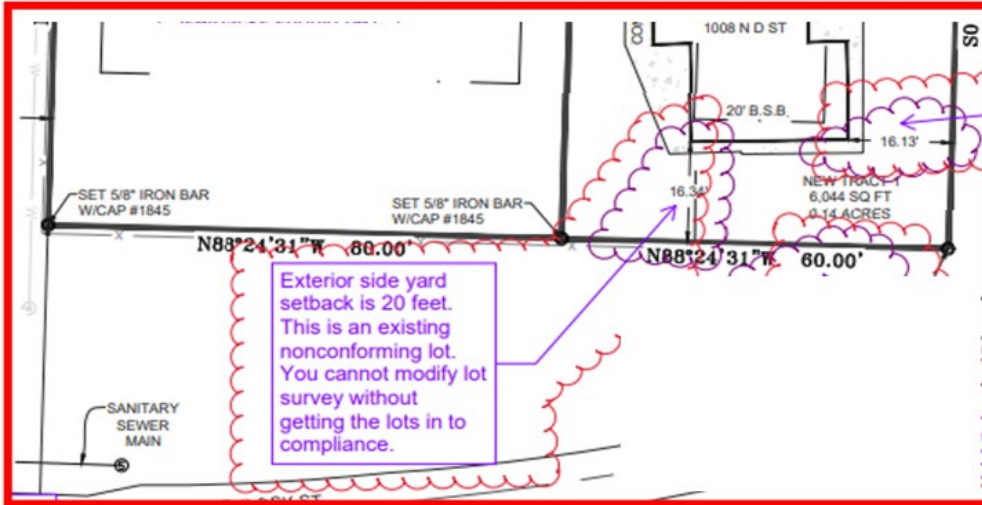 1008 N D ST
20' B.S.B.
16.13'
SET 5/8" IRON BAR
W/CAP #1845
SET 5/8" IRON BAR
W/CAP #1845
16.34'
NEW TRACT 1
6,044 SQ FT
0.14 ACRES
N88°24'31"W 80.00'
N88°24'31"W 60.00'
Exterior side yard
setback is 20 feet.
This is an existing
nonconforming lot.
You cannot modify lot
survey without
getting the lots in to
compliance.
SANITARY
SEWER
MAIN